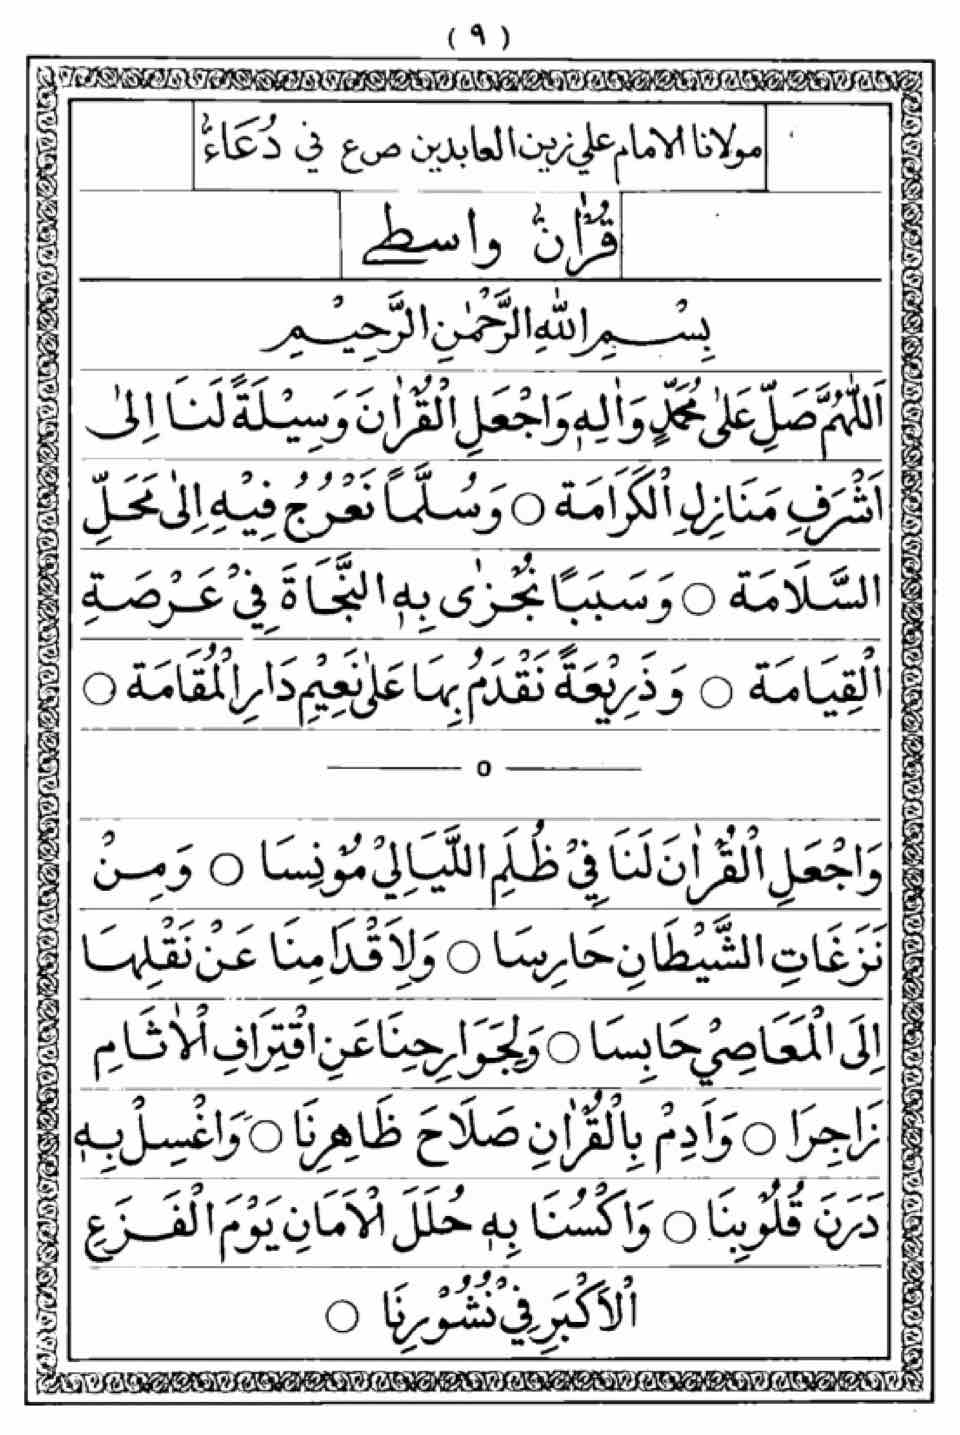 ( ٩ )
مولانا الامام علي زين العابدين ص ع في دُعَاءْ
قُرْاٰنْ واسطے
بِسْمِ اللهِ الرَّحْمٰنِ الرَّحِيْمِ
اَللّٰهُمَّ صَلِّ عَلٰى مُحَمَّدٍ وَاٰلِهٖ وَاجْعَلِ الْقُرْاٰنَ وَسِيْلَةً لَنَا اِلٰى
اَشْرَفِ مَنَازِلِ الْكَرَامَة ○ وَسُلَّمًا نَعْرُجُ فِيْهِ اِلٰى مَحَلِّ
السَّلَامَة ○ وَسَبَبًا نُجْزٰى بِهٖ النَّجَاةَ فِيْ عَرْصَةِ
الْقِيَامَة ○ وَذَرِيْعَةً نَقْدَمُ بِهَا عَلٰى نَعِيْمِ دَارِ الْمُقَامَة ○
٥
وَاجْعَلِ الْقُرْاٰنَ لَنَا فِيْ ظُلَمِ اللَّيَالِيْ مُوْنِسَا ○ وَمِنْ
نَزَغَاتِ الشَّيْطَانِ حَارِسَا ○ وَلِاَقْدَامِنَا عَنْ نَقْلِهَا
اِلَى الْمَعَاصِيْ حَابِسَا ○ وَلِجَوَارِحِنَا عَنِ اقْتِرَافِ الْاٰثَامِ
زَاجِرَا ○ وَاَدِمْ بِالْقُرْاٰنِ صَلَاحَ ظَاهِرِنَا ○ وَاغْسِلْ بِهٖ
دَرَنَ قُلُوْبِنَا ○ وَاكْسُنَا بِهٖ حُلَلَ الْاَمَانِ يَوْمَ الْفَزَعِ
الْاَكْبَرِ فِيْ نُشُوْرِنَا ○